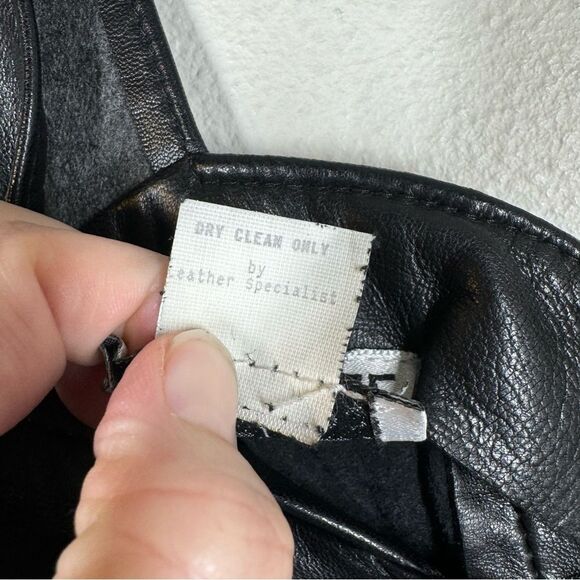 DRY CLEAN ONLY
by
eather Specialist